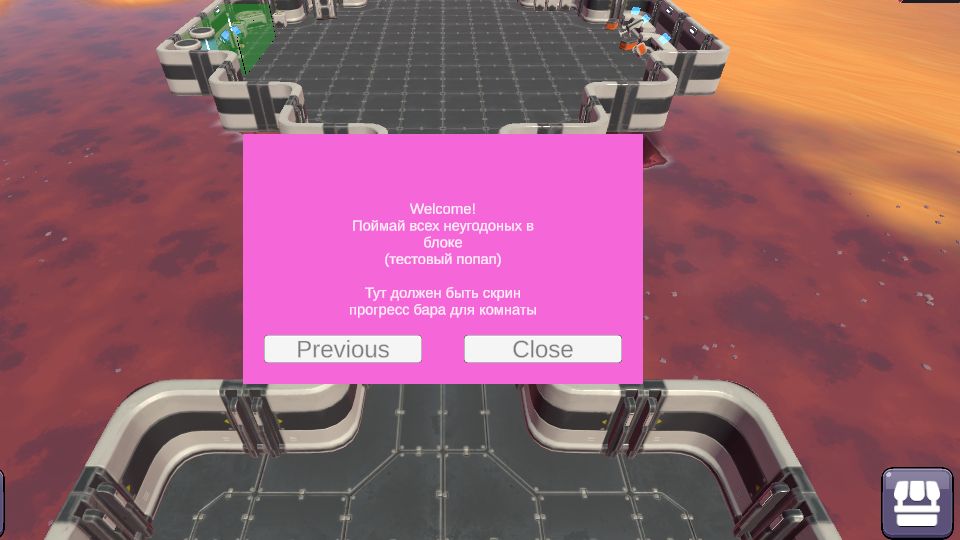 Welcome!
Поймай всех неугодоных в
блоке
(тестовый попап)
Тут должен быть скрин
прогресс бара для комнаты
Previous
Close